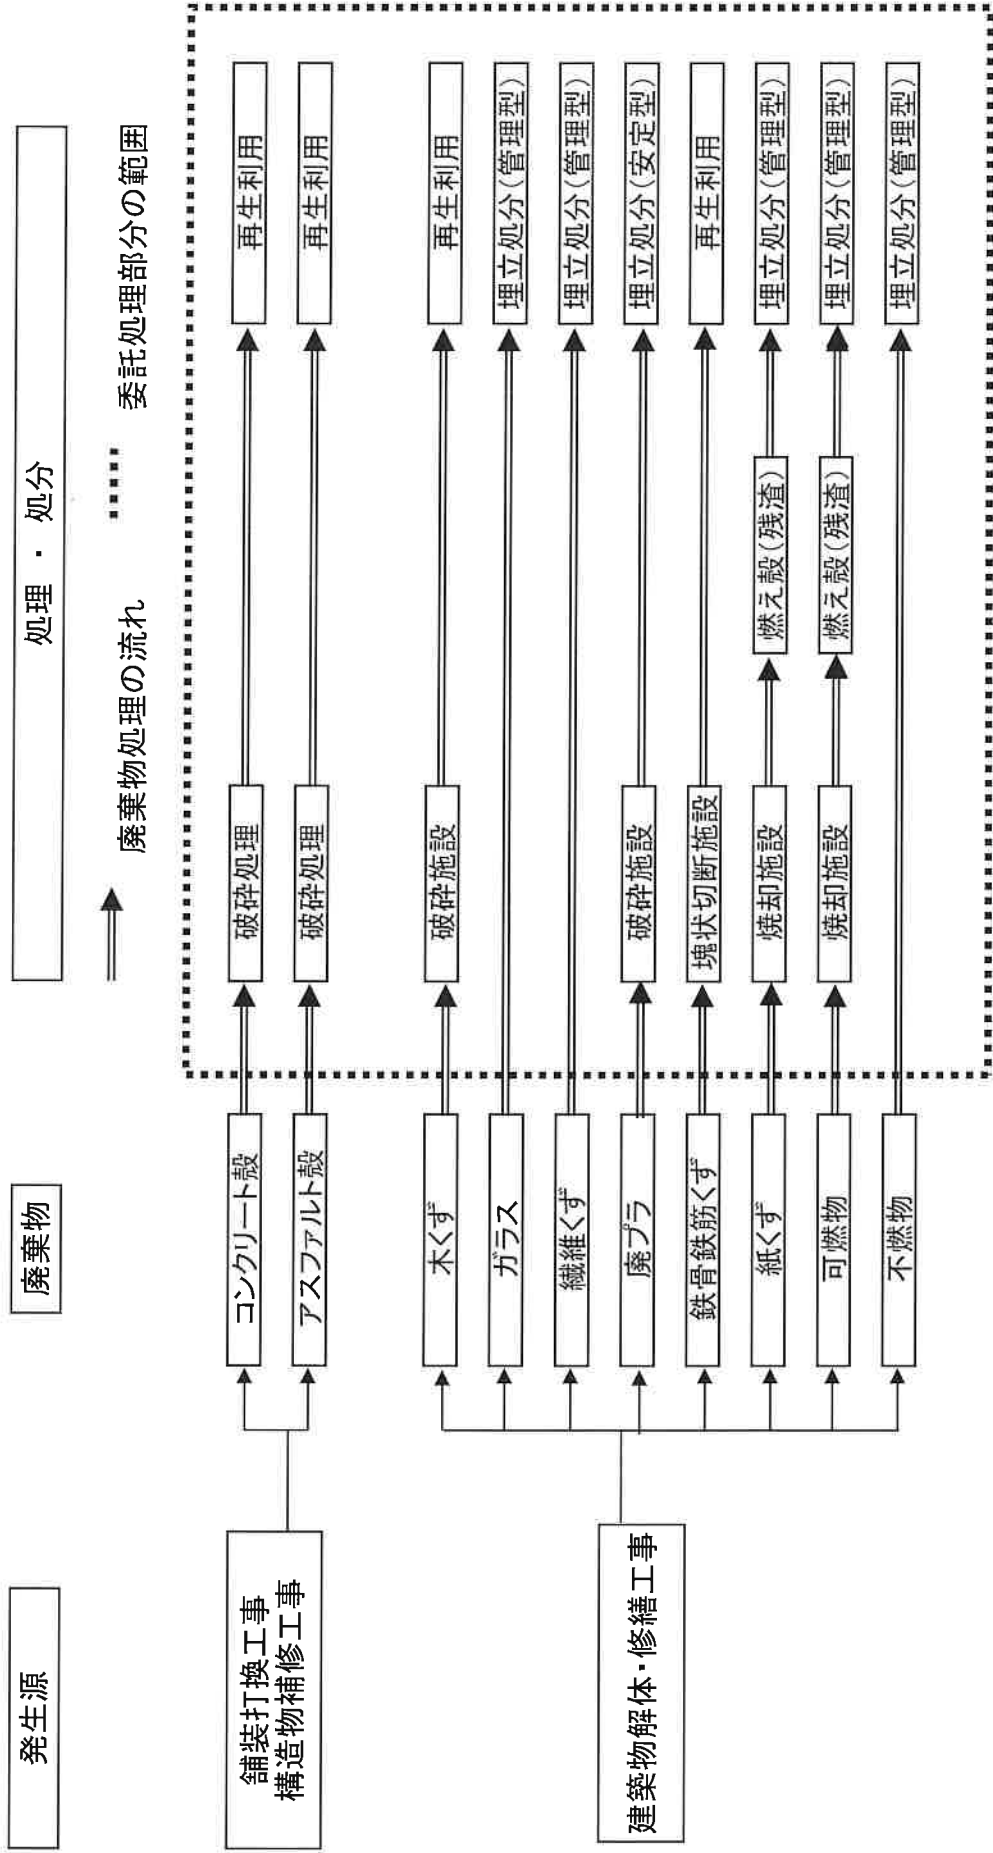 発生源
廃棄物
処理・処分
廃棄物処理の流れ
委託処理部分の範囲
舗装打換工事
構造物補修工事
コンクリート殻
破砕処理
再生利用
アスファルト殻
破砕処理
再生利用
建築物解体・修繕工事
木くず
破砕施設
再生利用
ガラス
埋立処分(管理型)
繊維くず
埋立処分(管理型)
廃プラ
破砕施設
埋立処分(安定型)
鉄骨鉄筋くず
塊状切断施設
再生利用
紙くず
焼却施設
燃え殻(残渣)
埋立処分(管理型)
可燃物
焼却施設
燃え殻(残渣)
埋立処分(管理型)
不燃物
埋立処分(管理型)